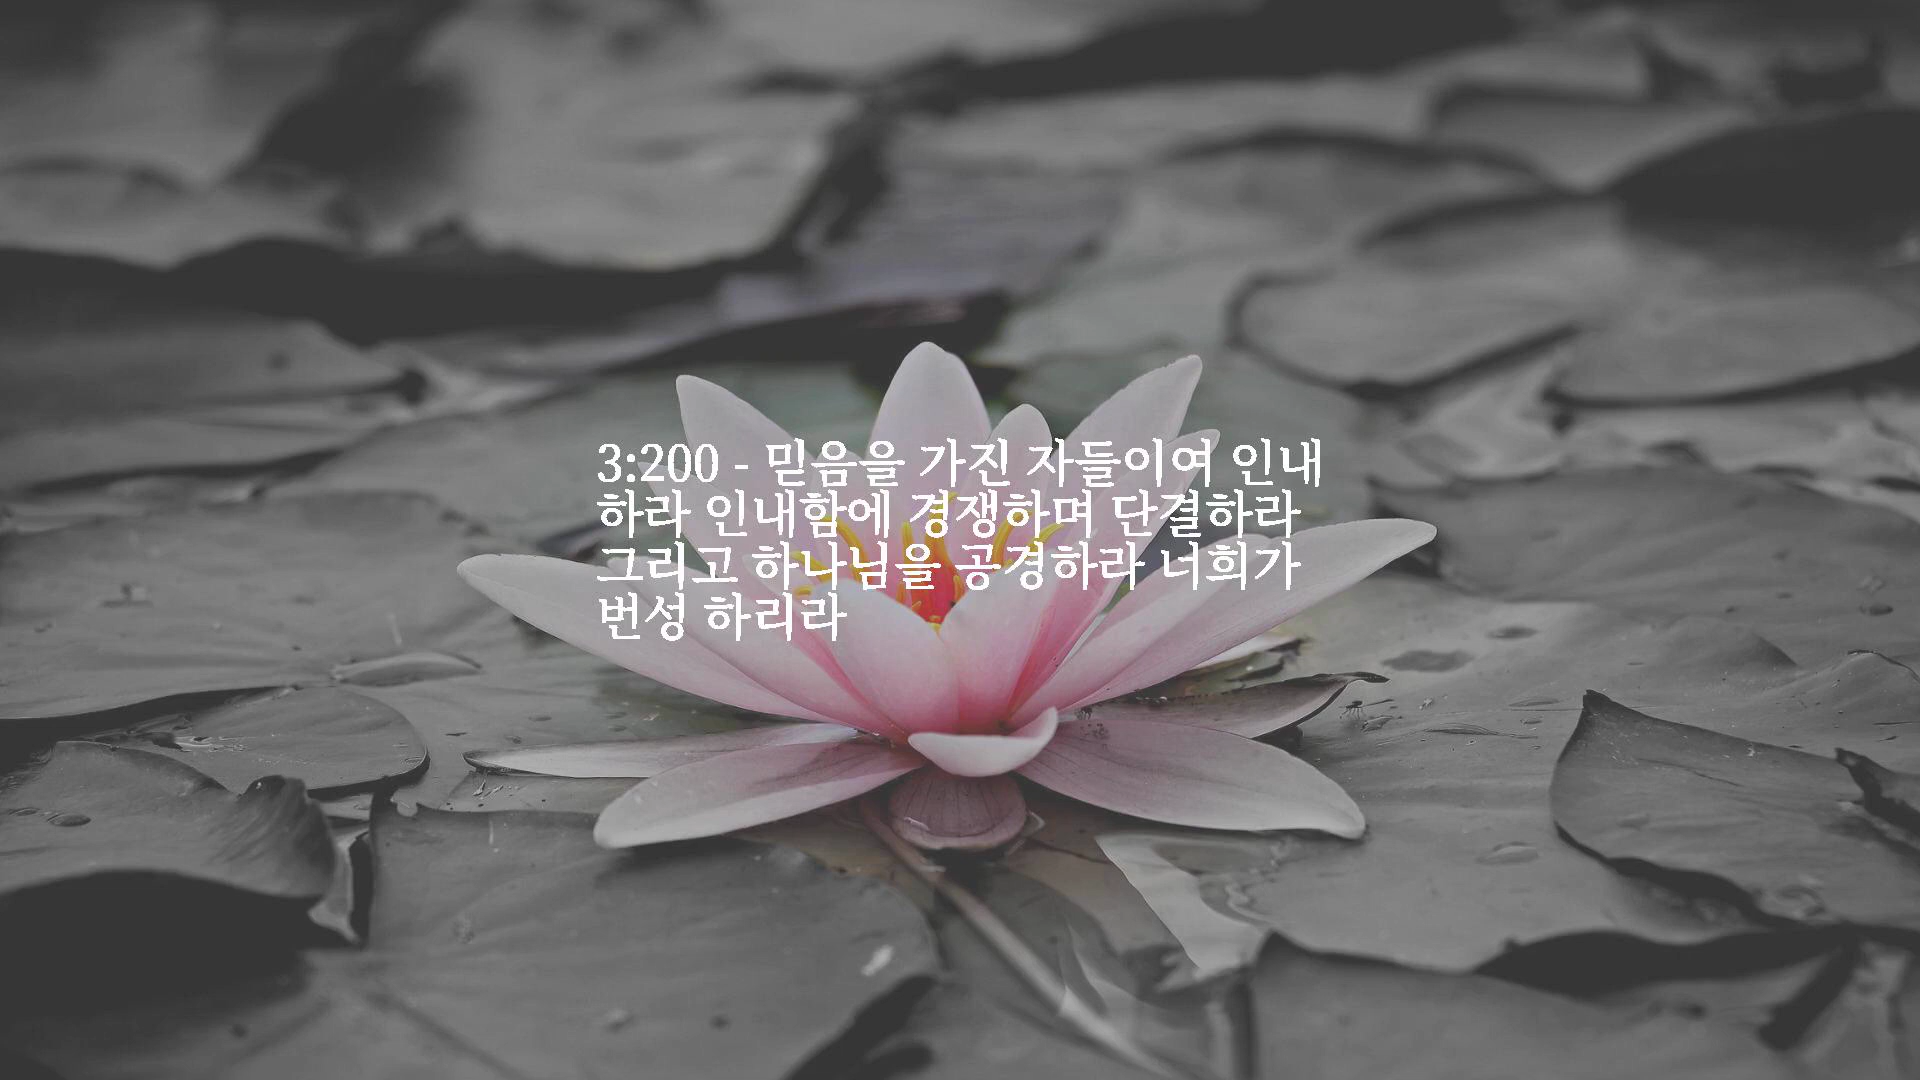 3:200 - 믿음을 가진 자들이여 인내
하라 인내함에 경쟁하며 단결하라
그리고 하나님을 공경하라 너희가
번성 하리라